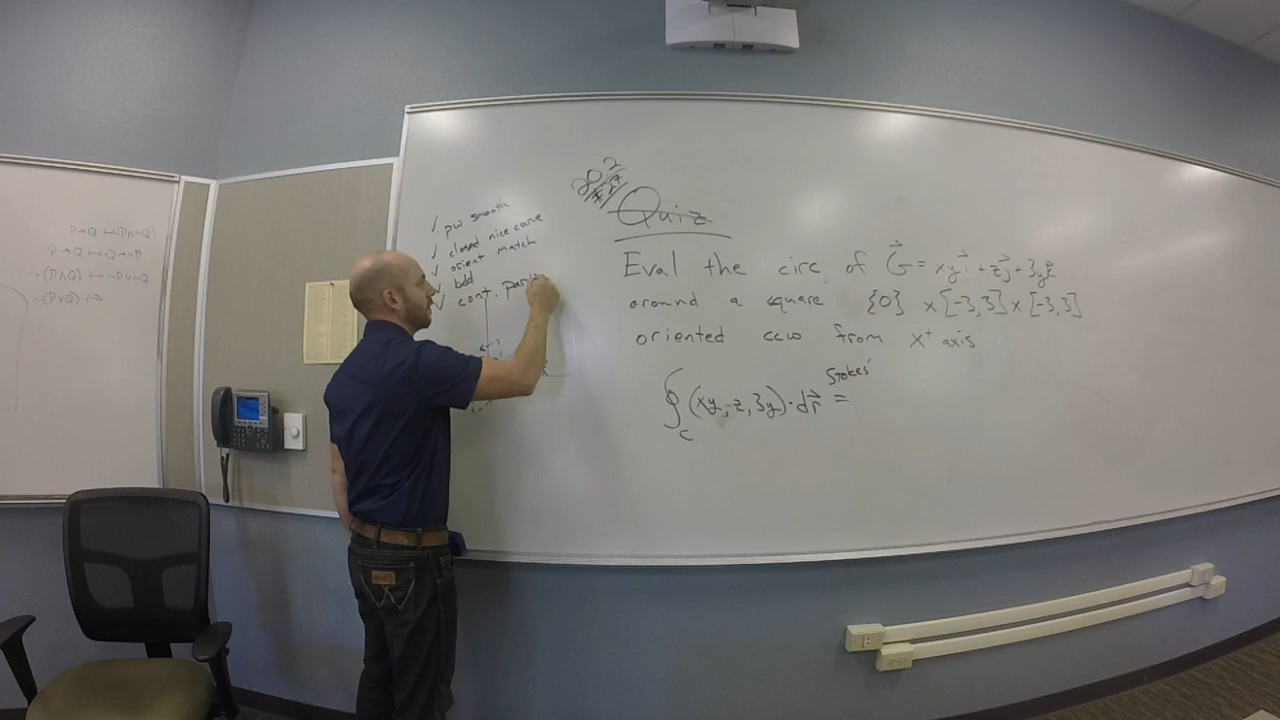 P→Q ↔ ¬(P∧¬Q)
P→Q ↔ ¬Q→¬P
¬(P∧Q) ↔ ¬P∨¬Q
¬(P∨Q) ↔
✓ pw smooth
✓ closed nice curve
✓ orient match
✓ bdd
✓ cont. part
Quiz
Eval the circ of G⃗ = xyi⃗ + zj⃗ + 3yk⃗
around a square {0} × [-3,3] × [-3,3]
oriented ccw from x⁺ axis.
Stokes'
∮_C (xy, z, 3y) · dr⃗ =